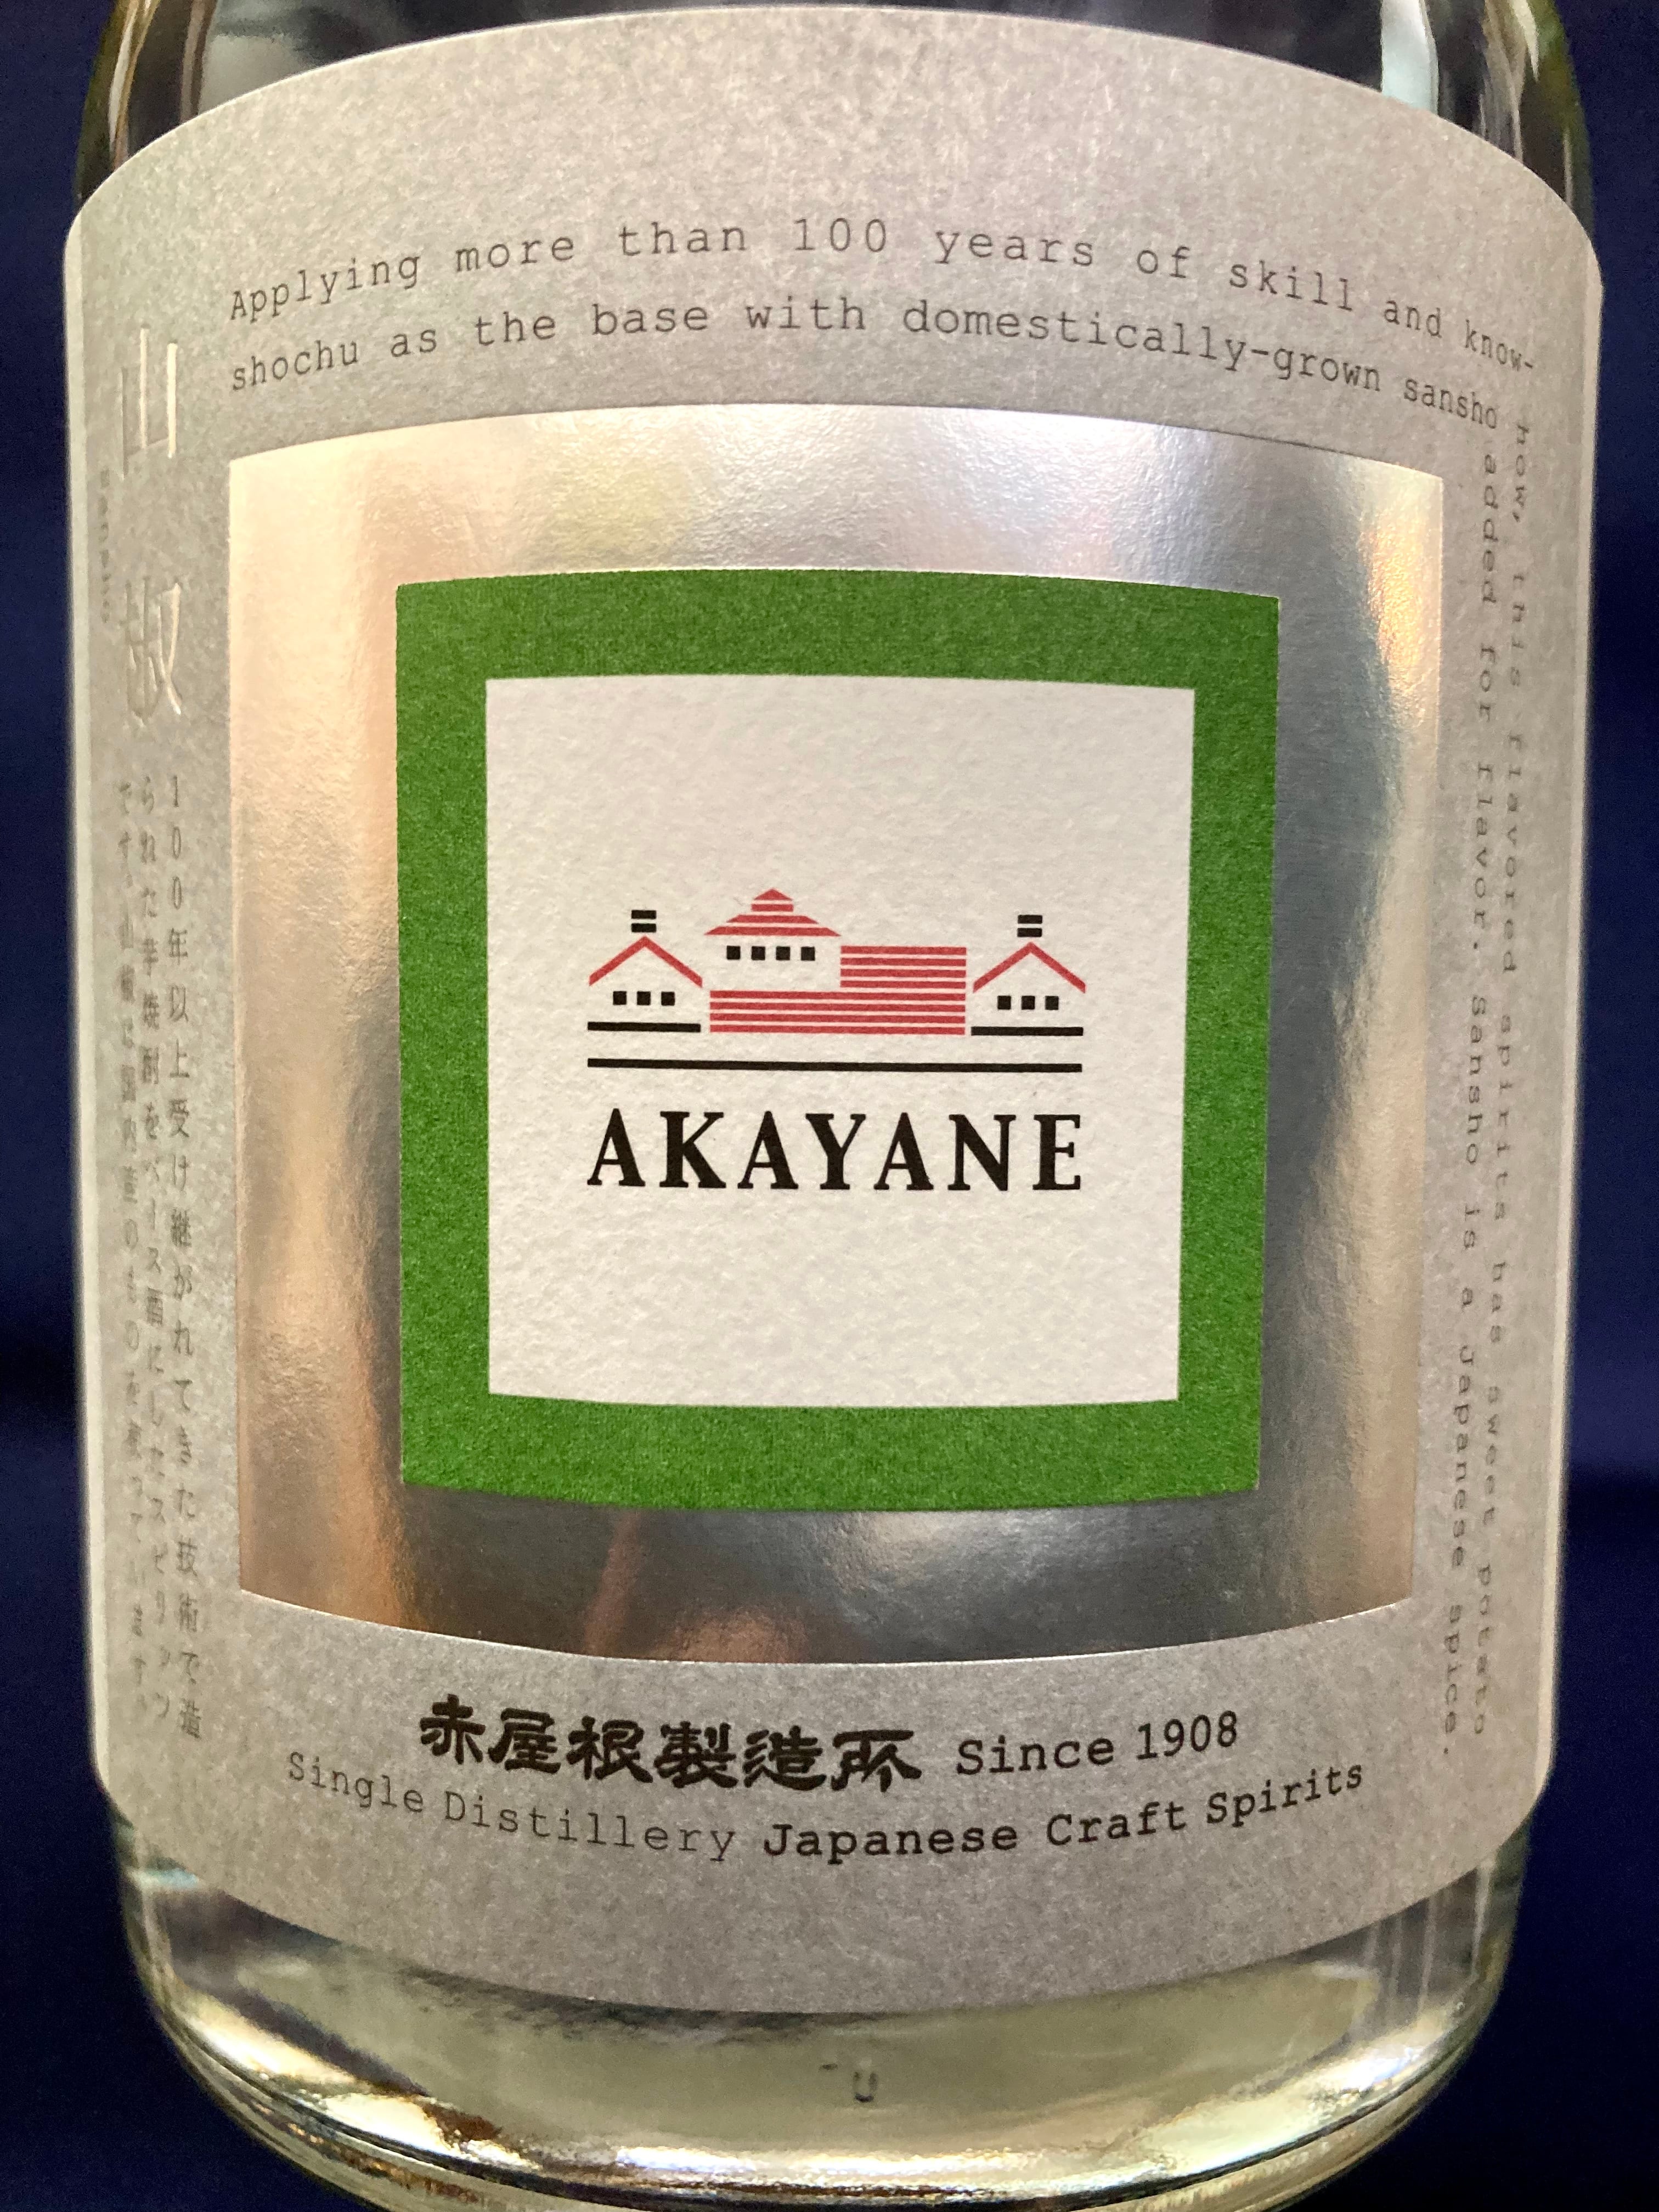 Applying more than 100 years of skill and know-
how, this flavored spirits has sweet potato
shochu as the base with domestically-grown sansho
added for flavor. Sansho is a Japanese spice.
山椒
sansho
100年以上受け継がれてきた技術で造
られた芋焼酎をベース酒にしたスピリッツ
です。山椒は国内産のものを使っています。
AKAYANE
赤屋根製造所 Since 1908
Single Distillery Japanese Craft Spirits